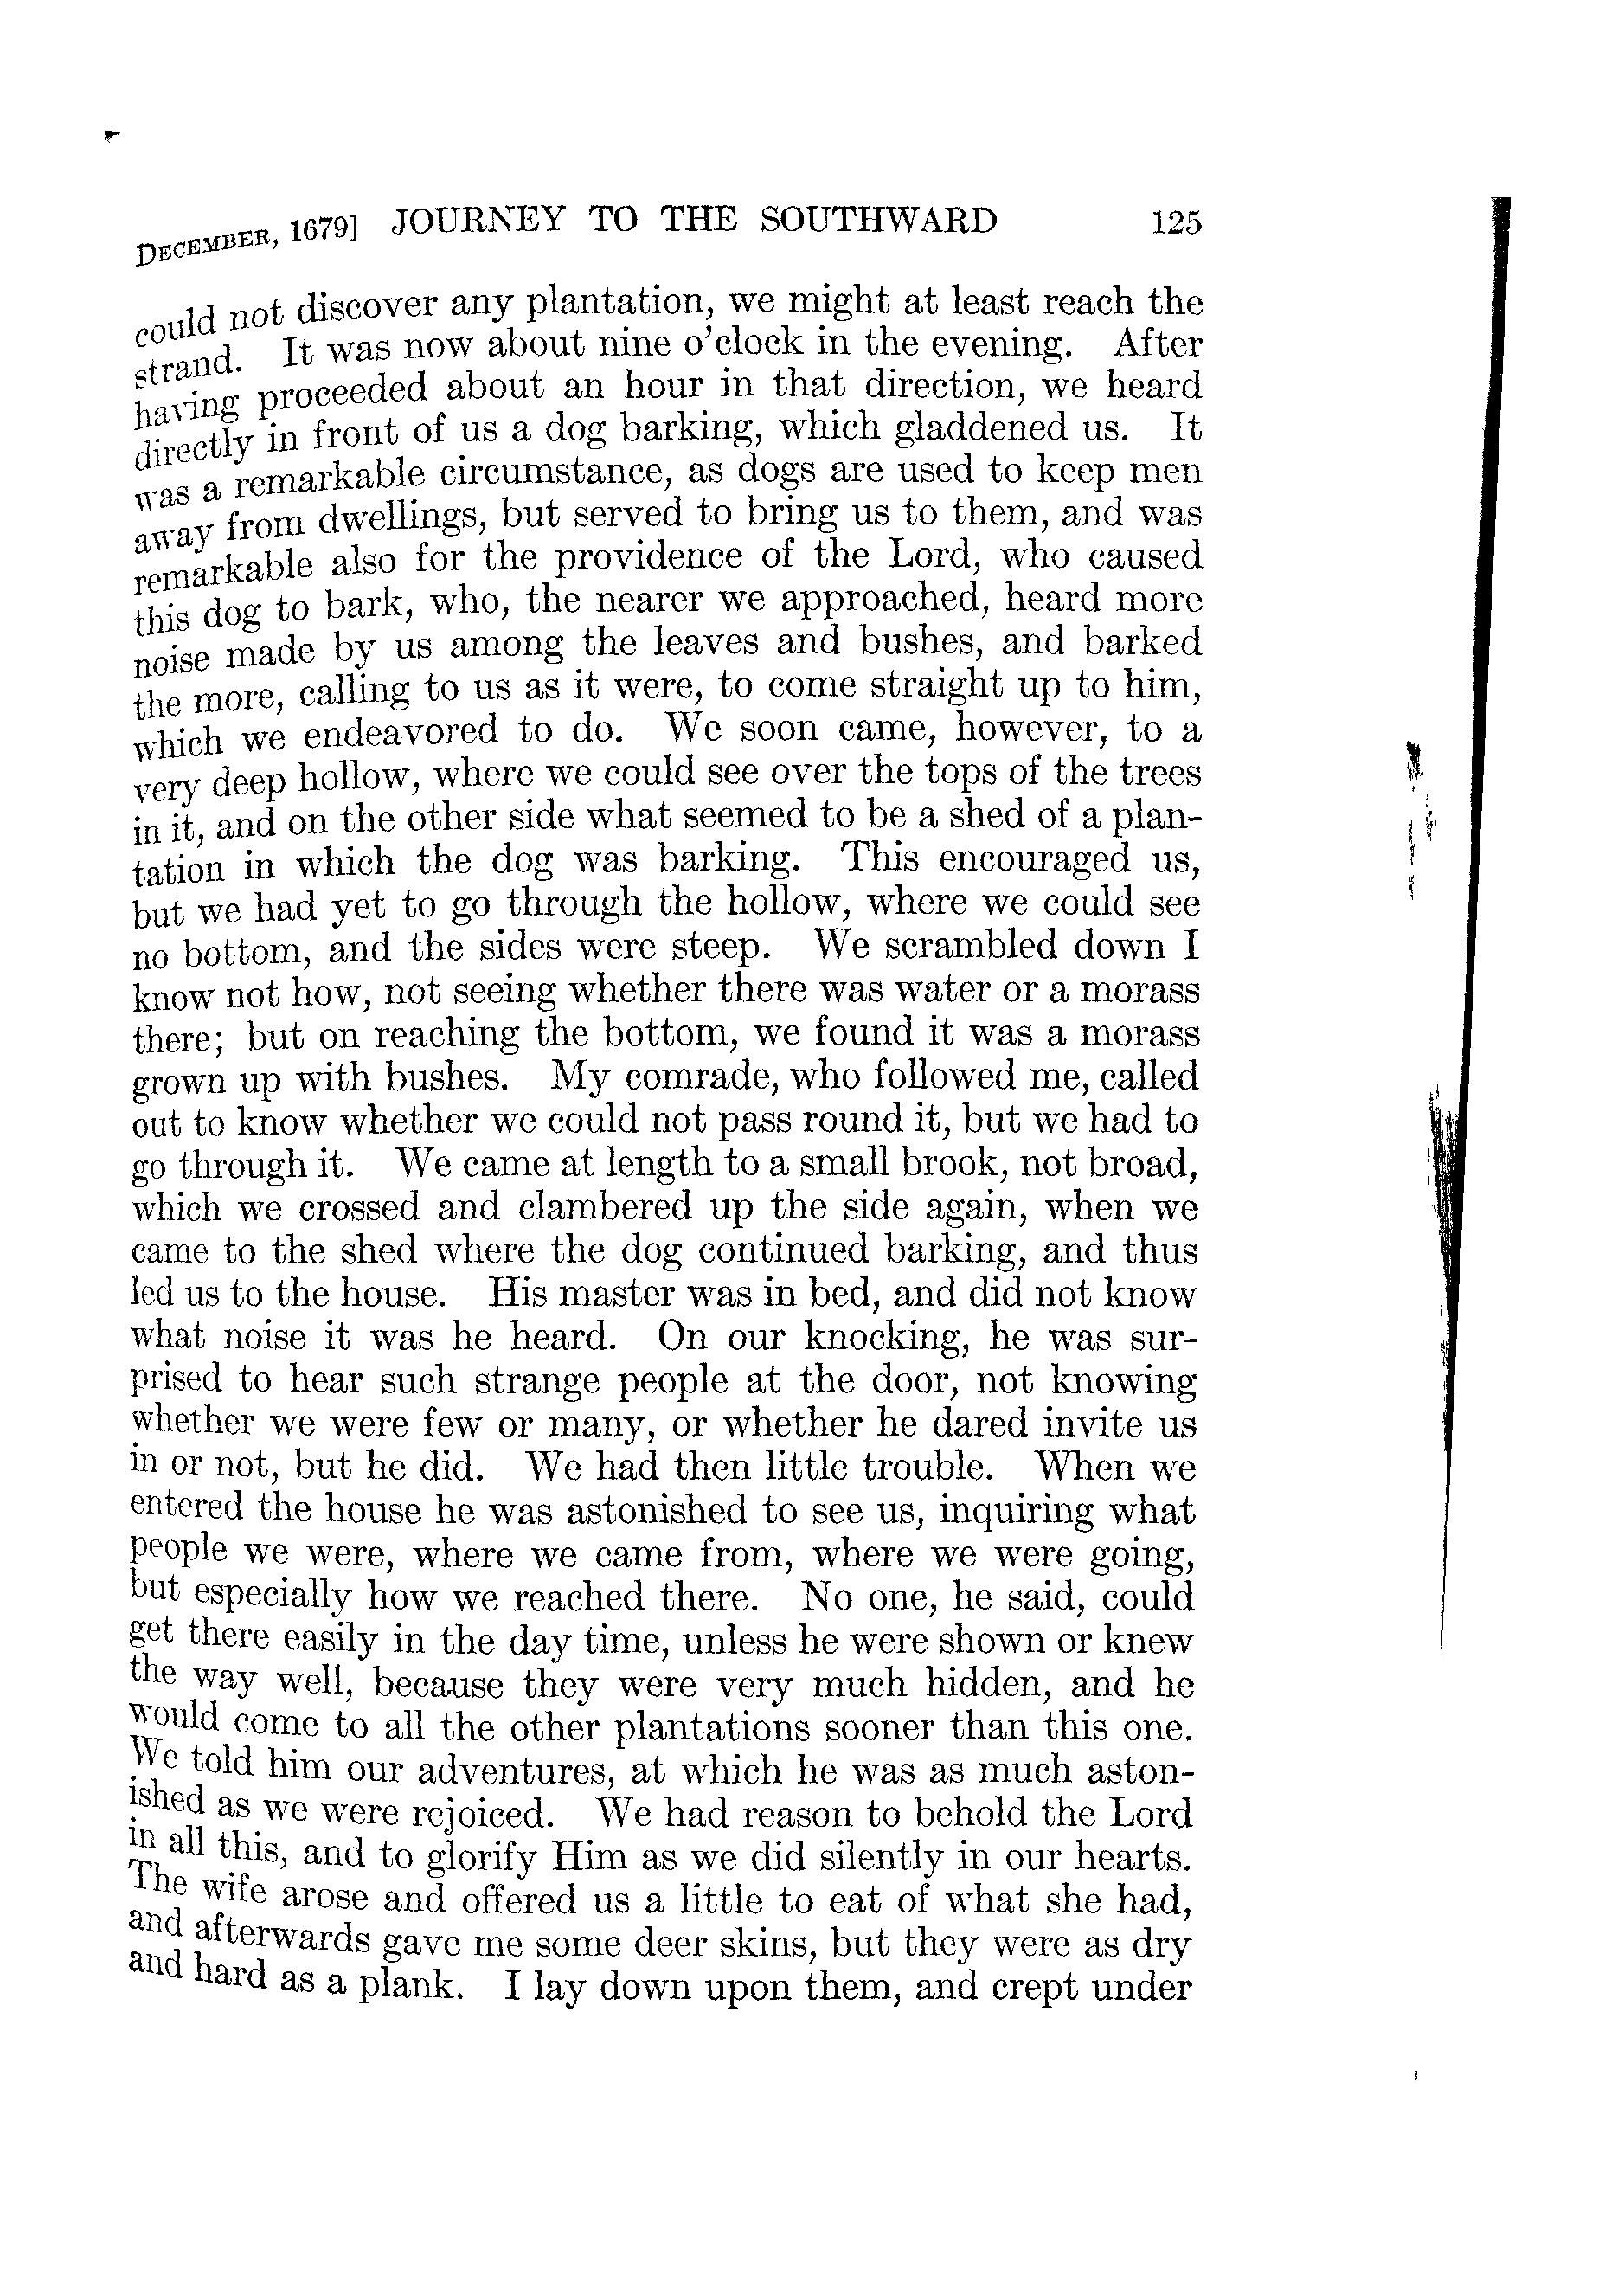 DECEMBER, 1679] JOURNEY TO THE SOUTHWARD 125
could not discover any plantation, we might at least reach the
strand. It was now about nine o'clock in the evening. After
having proceeded about an hour in that direction, we heard
directly in front of us a dog barking, which gladdened us. It
was a remarkable circumstance, as dogs are used to keep men
away from dwellings, but served to bring us to them, and was
remarkable also for the providence of the Lord, who caused
this dog to bark, who, the nearer we approached, heard more
noise made by us among the leaves and bushes, and barked
the more, calling to us as it were, to come straight up to him,
which we endeavored to do. We soon came, however, to a
very deep hollow, where we could see over the tops of the trees
in it, and on the other side what seemed to be a shed of a plan-
tation in which the dog was barking. This encouraged us,
but we had yet to go through the hollow, where we could see
no bottom, and the sides were steep. We scrambled down I
know not how, not seeing whether there was water or a morass
there; but on reaching the bottom, we found it was a morass
grown up with bushes. My comrade, who followed me, called
out to know whether we could not pass round it, but we had to
go through it. We came at length to a small brook, not broad,
which we crossed and clambered up the side again, when we
came to the shed where the dog continued barking, and thus
led us to the house. His master was in bed, and did not know
what noise it was he heard. On our knocking, he was sur-
prised to hear such strange people at the door, not knowing
whether we were few or many, or whether he dared invite us
in or not, but he did. We had then little trouble. When we
entered the house he was astonished to see us, inquiring what
people we were, where we came from, where we were going,
but especially how we reached there. No one, he said, could
get there easily in the day time, unless he were shown or knew
the way well, because they were very much hidden, and he
would come to all the other plantations sooner than this one.
We told him our adventures, at which he was as much aston-
ished as we were rejoiced. We had reason to behold the Lord
in all this, and to glorify Him as we did silently in our hearts.
The wife arose and offered us a little to eat of what she had,
and afterwards gave me some deer skins, but they were as dry
and hard as a plank. I lay down upon them, and crept under